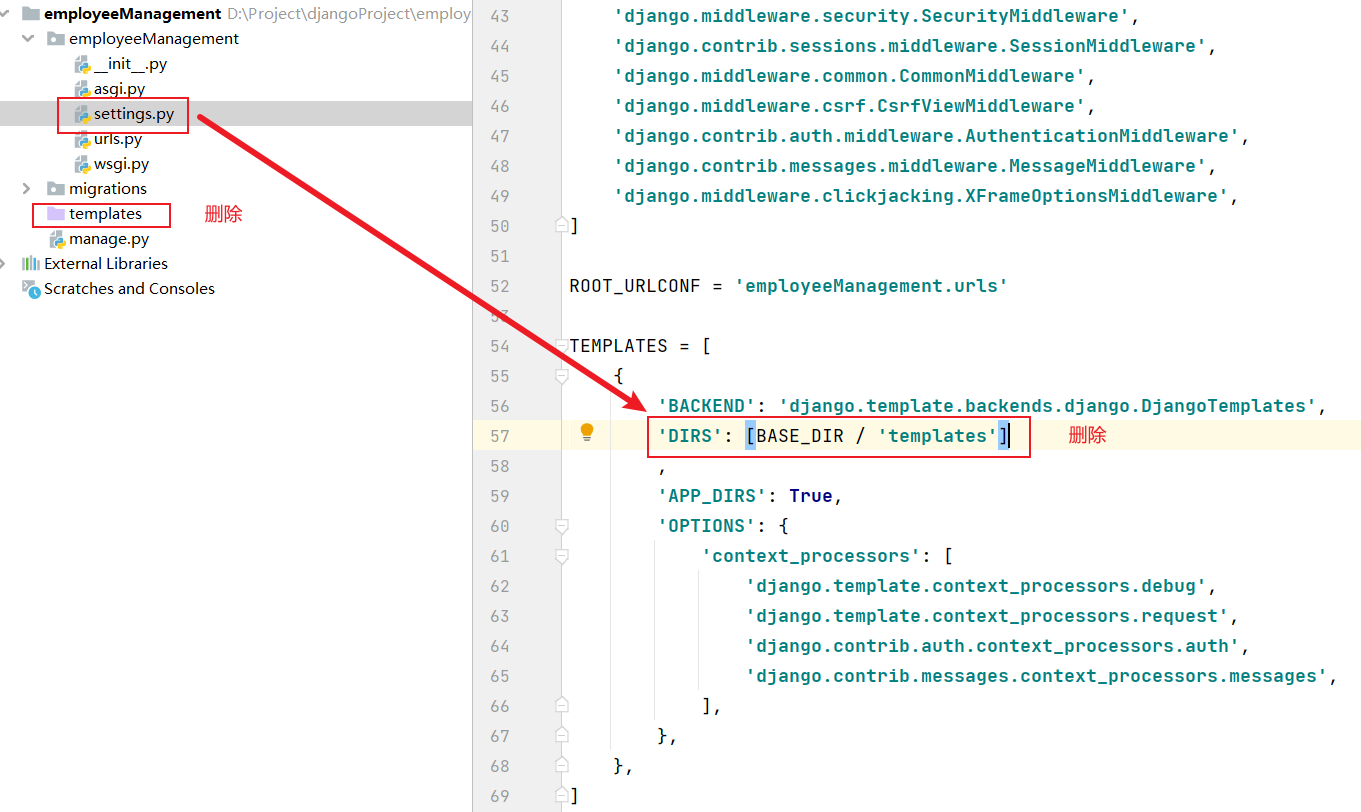 employeeManagement D:\Project\djangoProject\employ
employeeManagement
__init__.py
asgi.py
settings.py
urls.py
wsgi.py
migrations
templates 删除
manage.py
External Libraries
Scratches and Consoles
43 'django.middleware.security.SecurityMiddleware',
44 'django.contrib.sessions.middleware.SessionMiddleware',
45 'django.middleware.common.CommonMiddleware',
46 'django.middleware.csrf.CsrfViewMiddleware',
47 'django.contrib.auth.middleware.AuthenticationMiddleware',
48 'django.contrib.messages.middleware.MessageMiddleware',
49 'django.middleware.clickjacking.XFrameOptionsMiddleware',
50 ]
51
52 ROOT_URLCONF = 'employeeManagement.urls'
53
54 TEMPLATES = [
55 {
56 'BACKEND': 'django.template.backends.django.DjangoTemplates',
57 'DIRS': [BASE_DIR / 'templates'] 删除
58 ,
59 'APP_DIRS': True,
60 'OPTIONS': {
61 'context_processors': [
62 'django.template.context_processors.debug',
63 'django.template.context_processors.request',
64 'django.contrib.auth.context_processors.auth',
65 'django.contrib.messages.context_processors.messages',
66 ],
67 },
68 },
69 ]